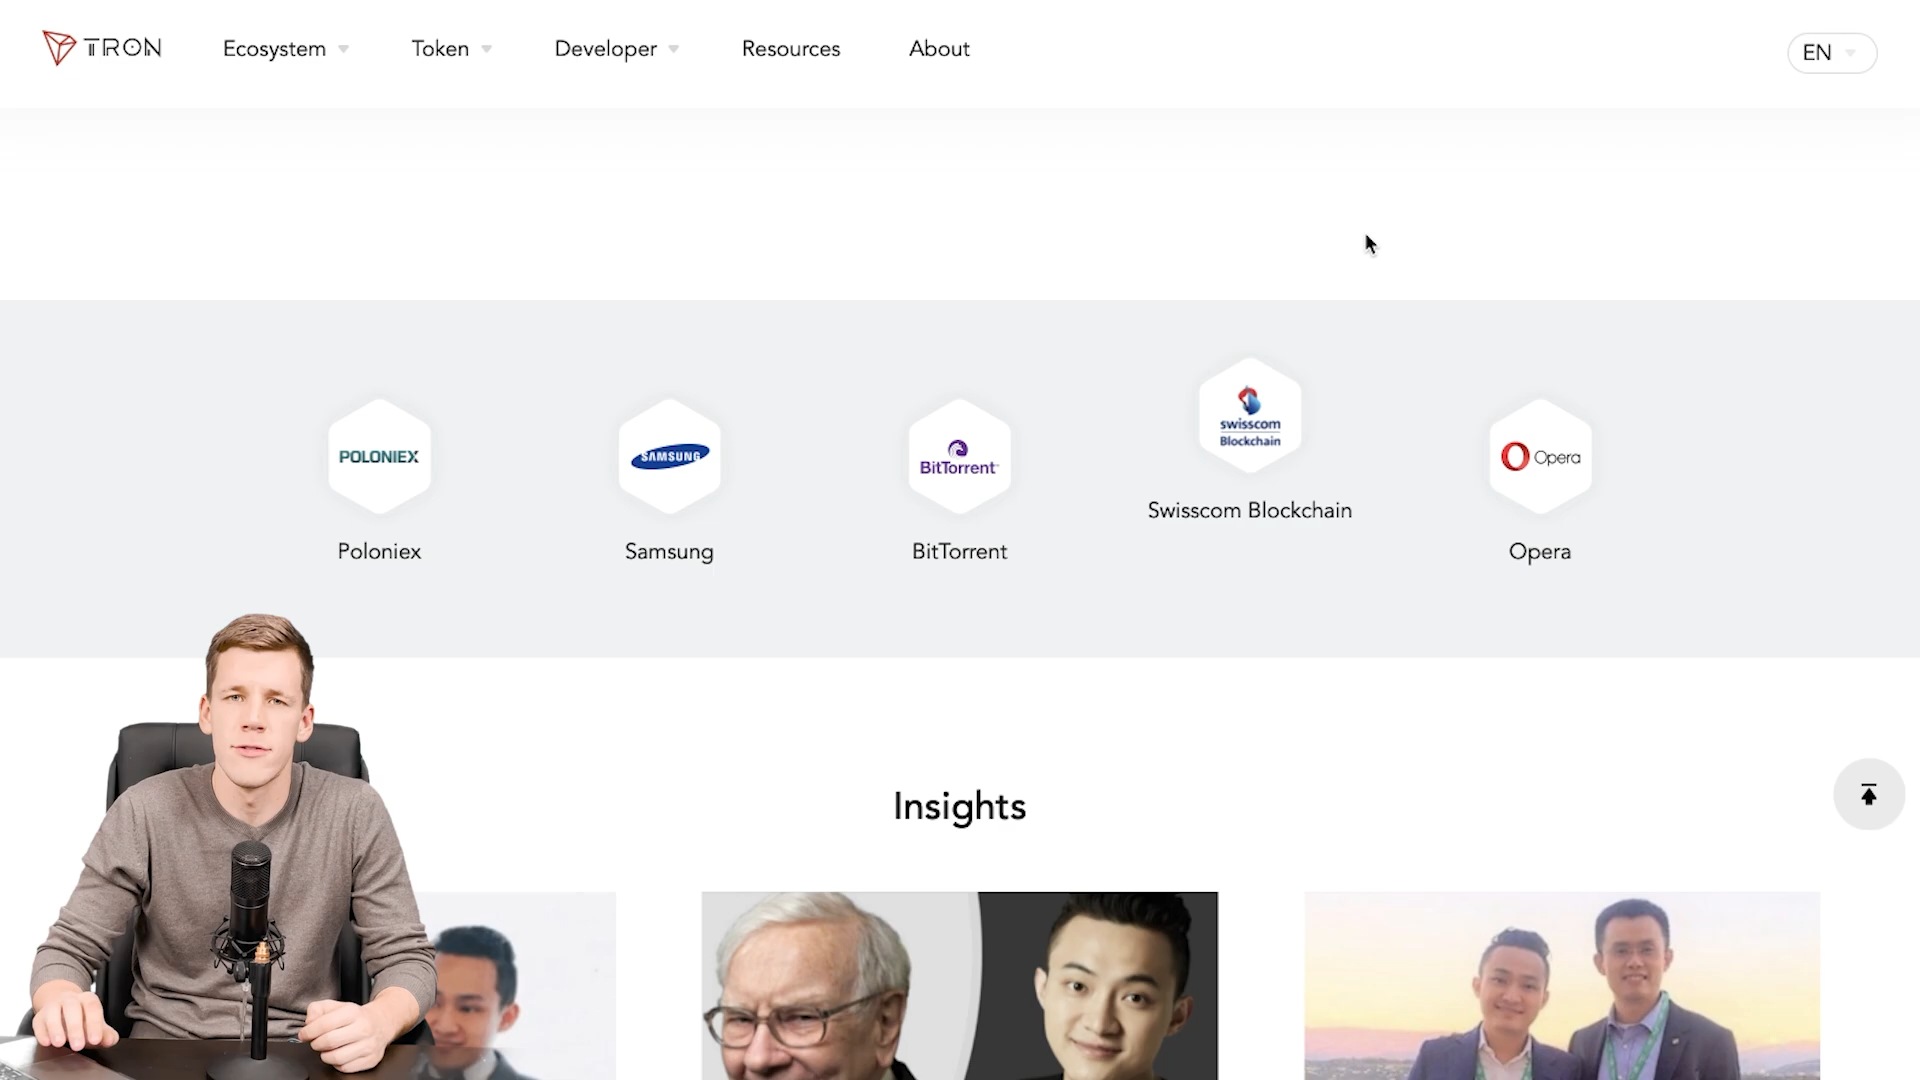 TRON Ecosystem Token Developer Resources About EN
POLONIEX SAMSUNG BitTorrent swisscom Blockchain Opera
Poloniex Samsung BitTorrent Swisscom Blockchain Opera
Insights